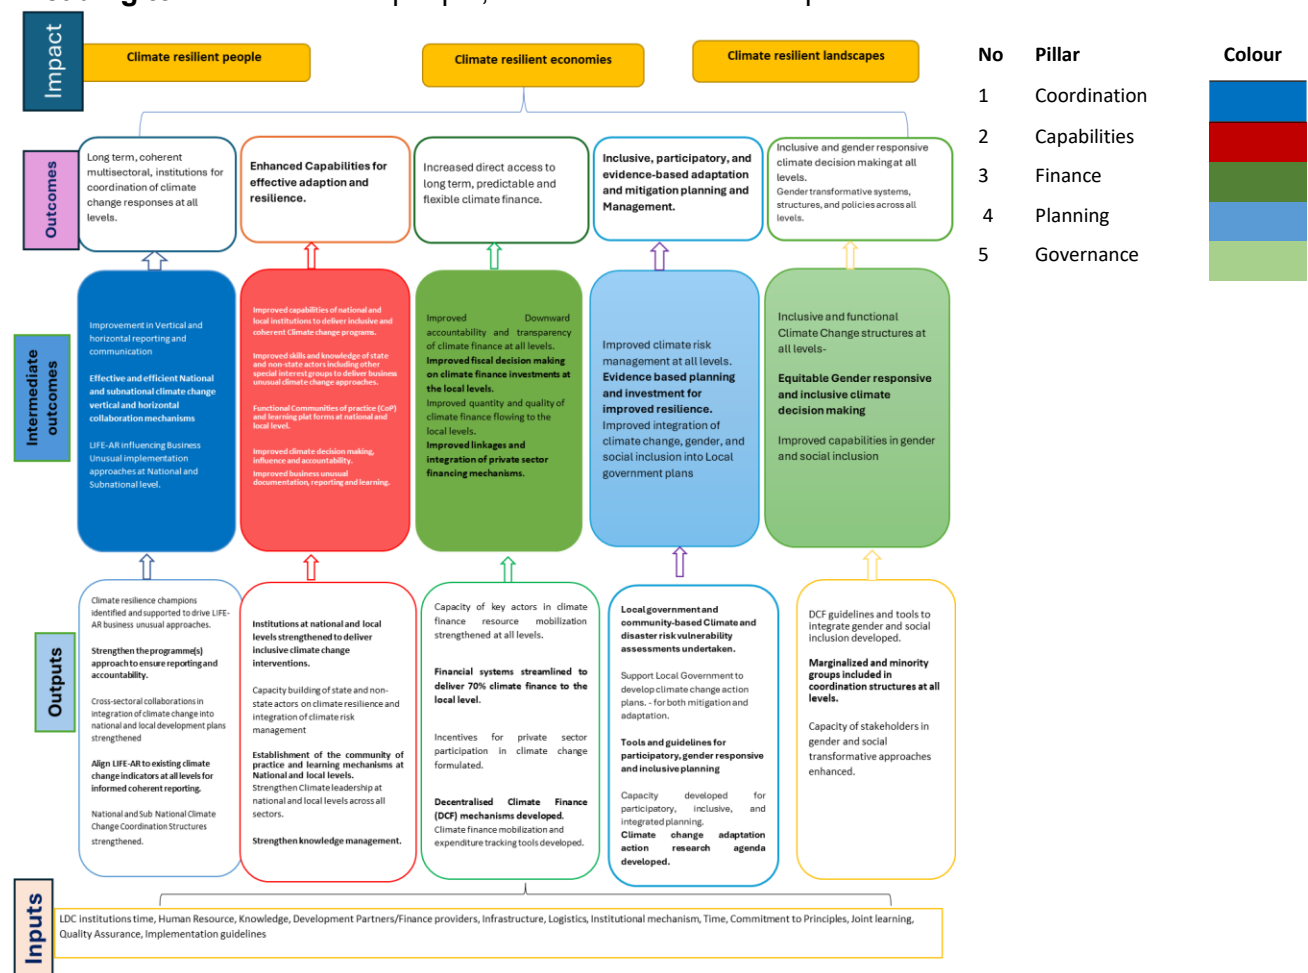 Impact
Climate resilient people
Climate resilient economies
Climate resilient landscapes
No Pillar Colour
1 Coordination
2 Capabilities
3 Finance
4 Planning
5 Governance
Outcomes
Long term, coherent
multisectoral, institutions for
coordination of climate
change responses at all
levels.
Enhanced Capabilities for
effective adaption and
resilience.
Increased direct access to
long term, predictable and
flexible climate finance.
Inclusive, participatory, and
evidence-based adaptation
and mitigation planning and
Management.
Inclusive and gender responsive
climate decision making at all
levels.
Gender transformative systems,
structures, and policies across all
levels.
Intermediate
outcomes
Improvement in Vertical and
horizontal reporting and
communication
Effective and efficient National
and subnational climate change
vertical and horizontal
collaboration mechanisms
LIFE-AR influencing Business
Unusual implementation
approaches at National and
Subnational level.
Improved capabilities of national and
local institutions to deliver inclusive and
coherent Climate change programs.
Improved skills and knowledge of state
and non-state actors including other
special interest groups to deliver business
unusual climate change approaches.
Functional Communities of practice (CoP)
and learning plat forms at national and
local level.
Improved climate decision making,
influence and accountability.
Improved business unusual
documentation, reporting and learning.
Improved Downward
accountability and transparency
of climate finance at all levels.
Improved fiscal decision making
on climate finance investments at
the local levels.
Improved quantity and quality of
climate finance flowing to the
local levels.
Improved linkages and
integration of private sector
financing mechanisms.
Improved climate risk
management at all levels.
Evidence based planning
and investment for
improved resilience.
Improved integration of
climate change, gender, and
social inclusion into Local
government plans
Inclusive and functional
Climate Change structures at
all levels-
Equitable Gender responsive
and inclusive climate
decision making
Improved capabilities in gender
and social inclusion
Outputs
Climate resilience champions
identified and supported to drive LIFE-
AR business unusual approaches.
Strengthen the programme(s)
approach to ensure reporting and
accountability.
Cross-sectoral collaborations in
integration of climate change into
national and local development plans
strengthened
Align LIFE-AR to existing climate
change indicators at all levels for
informed coherent reporting.
National and Sub National Climate
Change Coordination Structures
strengthened.
Institutions at national and local
levels strengthened to deliver
inclusive climate change
interventions.
Capacity building of state and non-
state actors on climate resilience and
integration of climate risk
management
Establishment of the community of
practice and learning mechanisms at
National and local levels.
Strengthen Climate leadership at
national and local levels across all
sectors.
Strengthen knowledge management.
Capacity of key actors in climate
finance resource mobilization
strengthened at all levels.
Financial systems streamlined to
deliver 70% climate finance to the
local level.
Incentives for private sector
participation in climate change
formulated.
Decentralised Climate Finance
(DCF) mechanisms developed.
Climate finance mobilization and
expenditure tracking tools developed.
Local government and
community-based Climate and
disaster risk vulnerability
assessments undertaken.
Support Local Government to
develop climate change action
plans. - for both mitigation and
adaptation.
Tools and guidelines for
participatory, gender responsive
and inclusive planning
Capacity developed for
participatory, inclusive, and
integrated planning.
Climate change adaptation
action research agenda
developed.
DCF guidelines and tools to
integrate gender and social
inclusion developed.
Marginalized and minority
groups included in
coordination structures at all
levels.
Capacity of stakeholders in
gender and social
transformative approaches
enhanced.
Inputs
LDC institutions time, Human Resource, Knowledge, Development Partners/Finance providers, Infrastructure, Logistics, Institutional mechanism, Time, Commitment to Principles, Joint learning,
Quality Assurance, Implementation guidelines